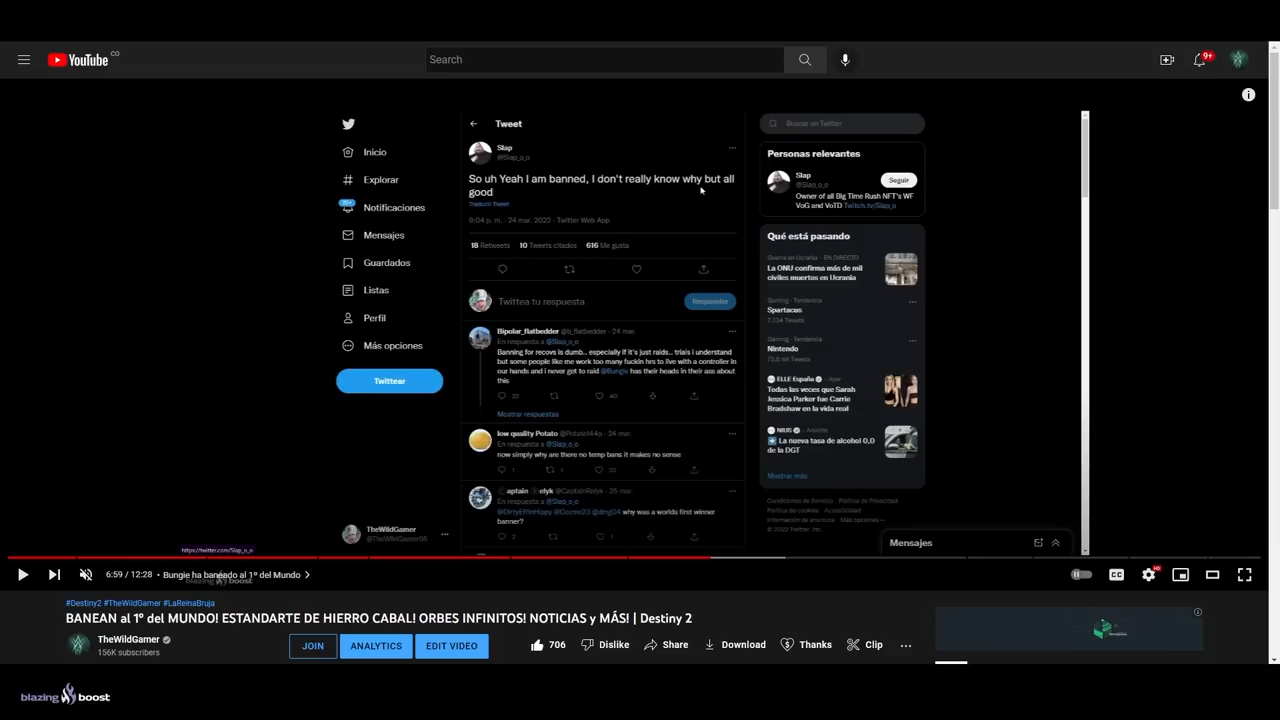 YouTube CO
Search
9+
Tweet
Slap
@Slap_o_o
So uh Yeah I am banned, I don't really know why but all
good
Traducir Tweet
9:04 p. m. · 24 mar. 2022 · Twitter Web App
18 Retweets 10 Tweets citados 616 Me gusta
Twittea tu respuesta
Responder
Inicio
Explorar
20+
Notificaciones
Mensajes
Guardados
Listas
Perfil
Más opciones
Twittear
Bipolar_flatbedder @b_flatbedder · 24 mar.
En respuesta a @Slap_o_o
Banning for recovs is dumb.. especially if it's just raids.. trials i understand
but some people like me work too many fuckin hrs to live with a controller in
our hands and i never get to raid @Bungie has their heads in their ass about
this
22 40
Mostrar respuestas
low quality Potato @Potate144p · 24 mar.
En respuesta a @Slap_o_o
now simply why are there no temp bans it makes no sense
1 1 33
aptain elyk @CaptainRelyk · 25 mar.
En respuesta a @Slap_o_o
@DirtyEffinHippy @Cozmo23 @dmg04 why was a worlds first winner
banner?
2 1
Buscar en Twitter
Personas relevantes
Slap
@Slap_o_o
Seguir
Owner of all Big Time Rush NFT's WF
VoG and VoTD Twitch.tv/Slap_o
Qué está pasando
Guerra en Ucrania · EN DIRECTO
La ONU confirma más de mil
civiles muertos en Ucrania
Gaming · Tendencia
Spartacus
7.234 Tweets
Gaming · Tendencia
Nintendo
73.6 mil Tweets
ELLE España · Ayer
Todas las veces que Sarah
Jessica Parker fue Carrie
Bradshaw en la vida real
NIUS · Anoche
La nueva tasa de alcohol 0,0
de la DGT
Mostrar más
Condiciones de Servicio Política de Privacidad
Política de cookies Accesibilidad
Información de anuncios Más opciones
© 2022 Twitter, Inc.
TheWildGamer
Mensajes
https://twitter.com/Slap_o_o
6:59 / 12:28 • Bungie ha baneado al 1º del Mundo
CC
HD
#Destiny2 #TheWildGamer #LaReinaBruja
BANEAN al 1º del MUNDO! ESTANDARTE DE HIERRO CABAL! ORBES INFINITOS! NOTICIAS y MÁS! | Destiny 2
TheWildGamer
156K subscribers
JOIN
ANALYTICS
EDIT VIDEO
706
Dislike
Share
Download
Thanks
Clip
blazing boost